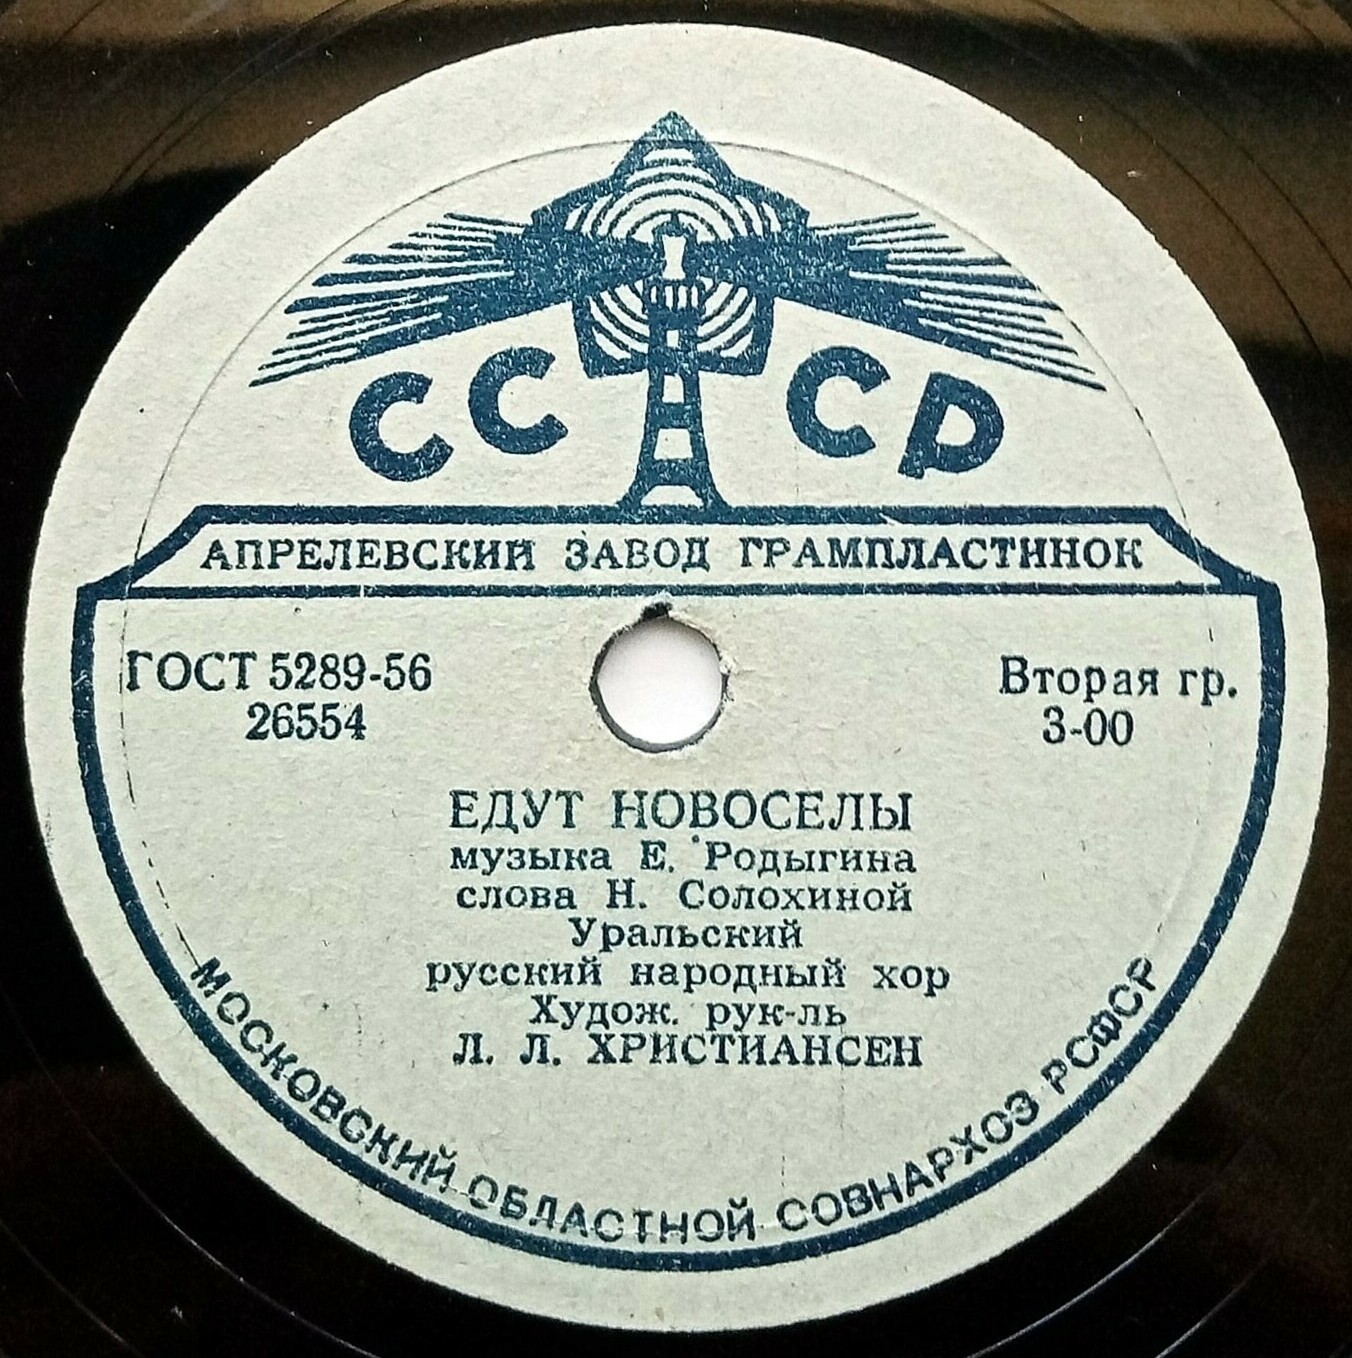 СССР
АПРЕЛЕВСКИЙ ЗАВОД ГРАМПЛАСТИНОК
ГОСТ 5289-56
26554
Вторая гр.
3-00
ЕДУТ НОВОСЕЛЫ
музыка Е. Родыгина
слова Н. Солохиной
Уральский
русский народный хор
Худож. рук-ль
Л. Л. ХРИСТИАНСЕН
МОСКОВСКИЙ ОБЛАСТНОЙ СОВНАРХОЗ РСФСР